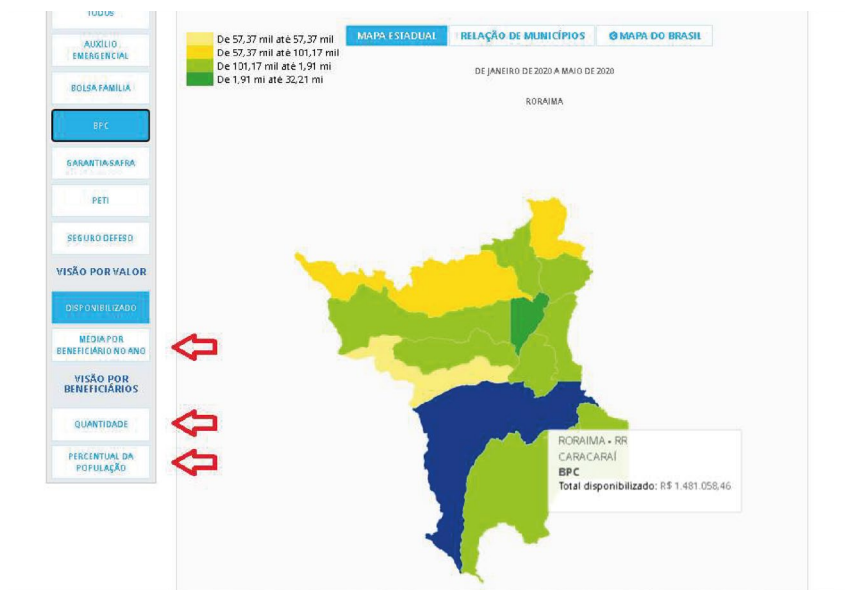 TODOS
AUXÍLIO
EMERGENCIAL
BOLSA FAMÍLIA
BPC
GARANTIA-SAFRA
PETI
SEGURO DEFESO
VISÃO POR VALOR
DISPONIBILIZADO
MÉDIA POR
BENEFICIÁRIO NO ANO
VISÃO POR
BENEFICIÁRIOS
QUANTIDADE
PERCENTUAL DA
POPULAÇÃO
De 57,37 mil até 57,37 mil
De 57,37 mil até 101,17 mil
De 101,17 mil até 1,91 mi
De 1,91 mi até 32,21 mi
MAPA ESTADUAL
RELAÇÃO DE MUNICÍPIOS
MAPA DO BRASIL
DE JANEIRO DE 2020 A MAIO DE 2020
RORAIMA
RORAIMA - RR
CARACARAÍ
BPC
Total disponibilizado: R$ 1.481.058,46